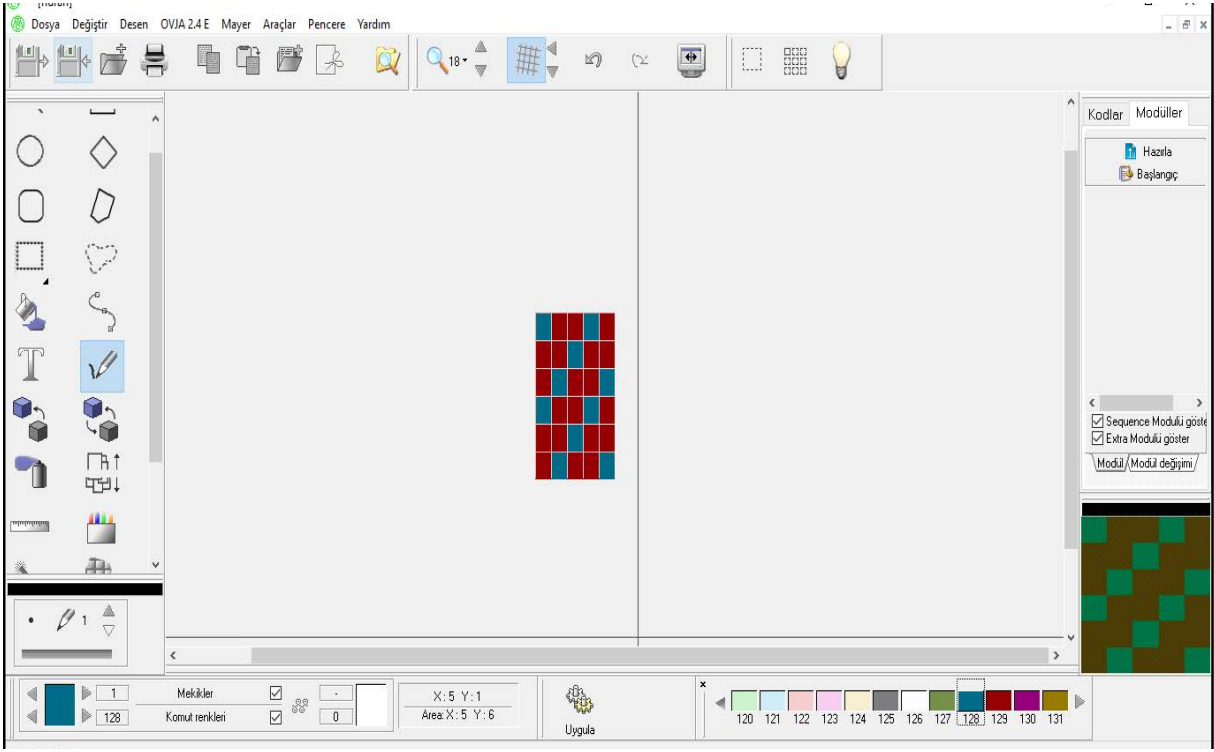 Dosya Değiştir Desen OVJA 2.4 E Mayer Araçlar Pencere Yardım
18
Kodlar Modüller
Hazırla
Başlangıç
T
Sequence Modulü göste
Extra Modulü göster
Modül Modül değişimi
1
1 Mekikler
128 Komut renkleri 0
X: 5 Y: 1
Area: X: 5 Y: 6
Uygula
x
120 121 122 123 124 125 126 127 128 129 130 131